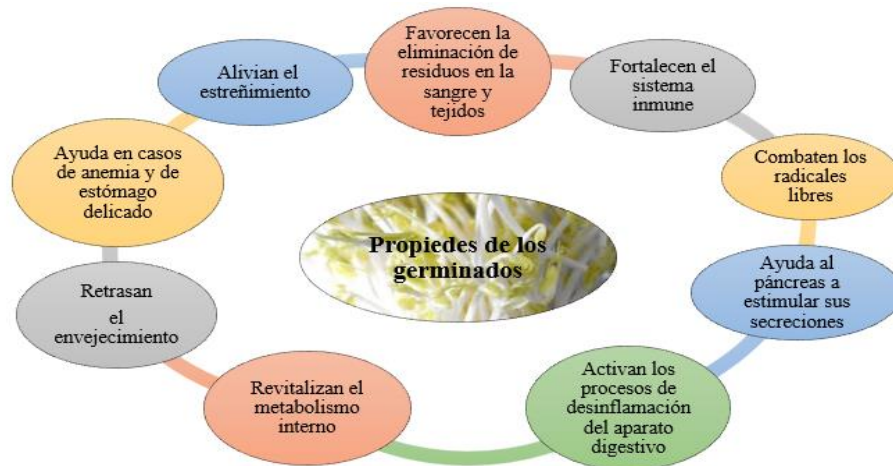 Favorecen la
eliminación de
residuos en la
sangre y
tejidos
Fortalecen el
sistema
inmune
Combaten los
radicales
libres
Ayuda al
páncreas a
estimular sus
secreciones
Activan los
procesos de
desinflamación
del aparato
digestivo
Revitalizan el
metabolismo
interno
Retrasan
el
envejecimiento
Ayuda en casos
de anemia y de
estómago
delicado
Alivian el
estreñimiento
Propiedes de los
germinados